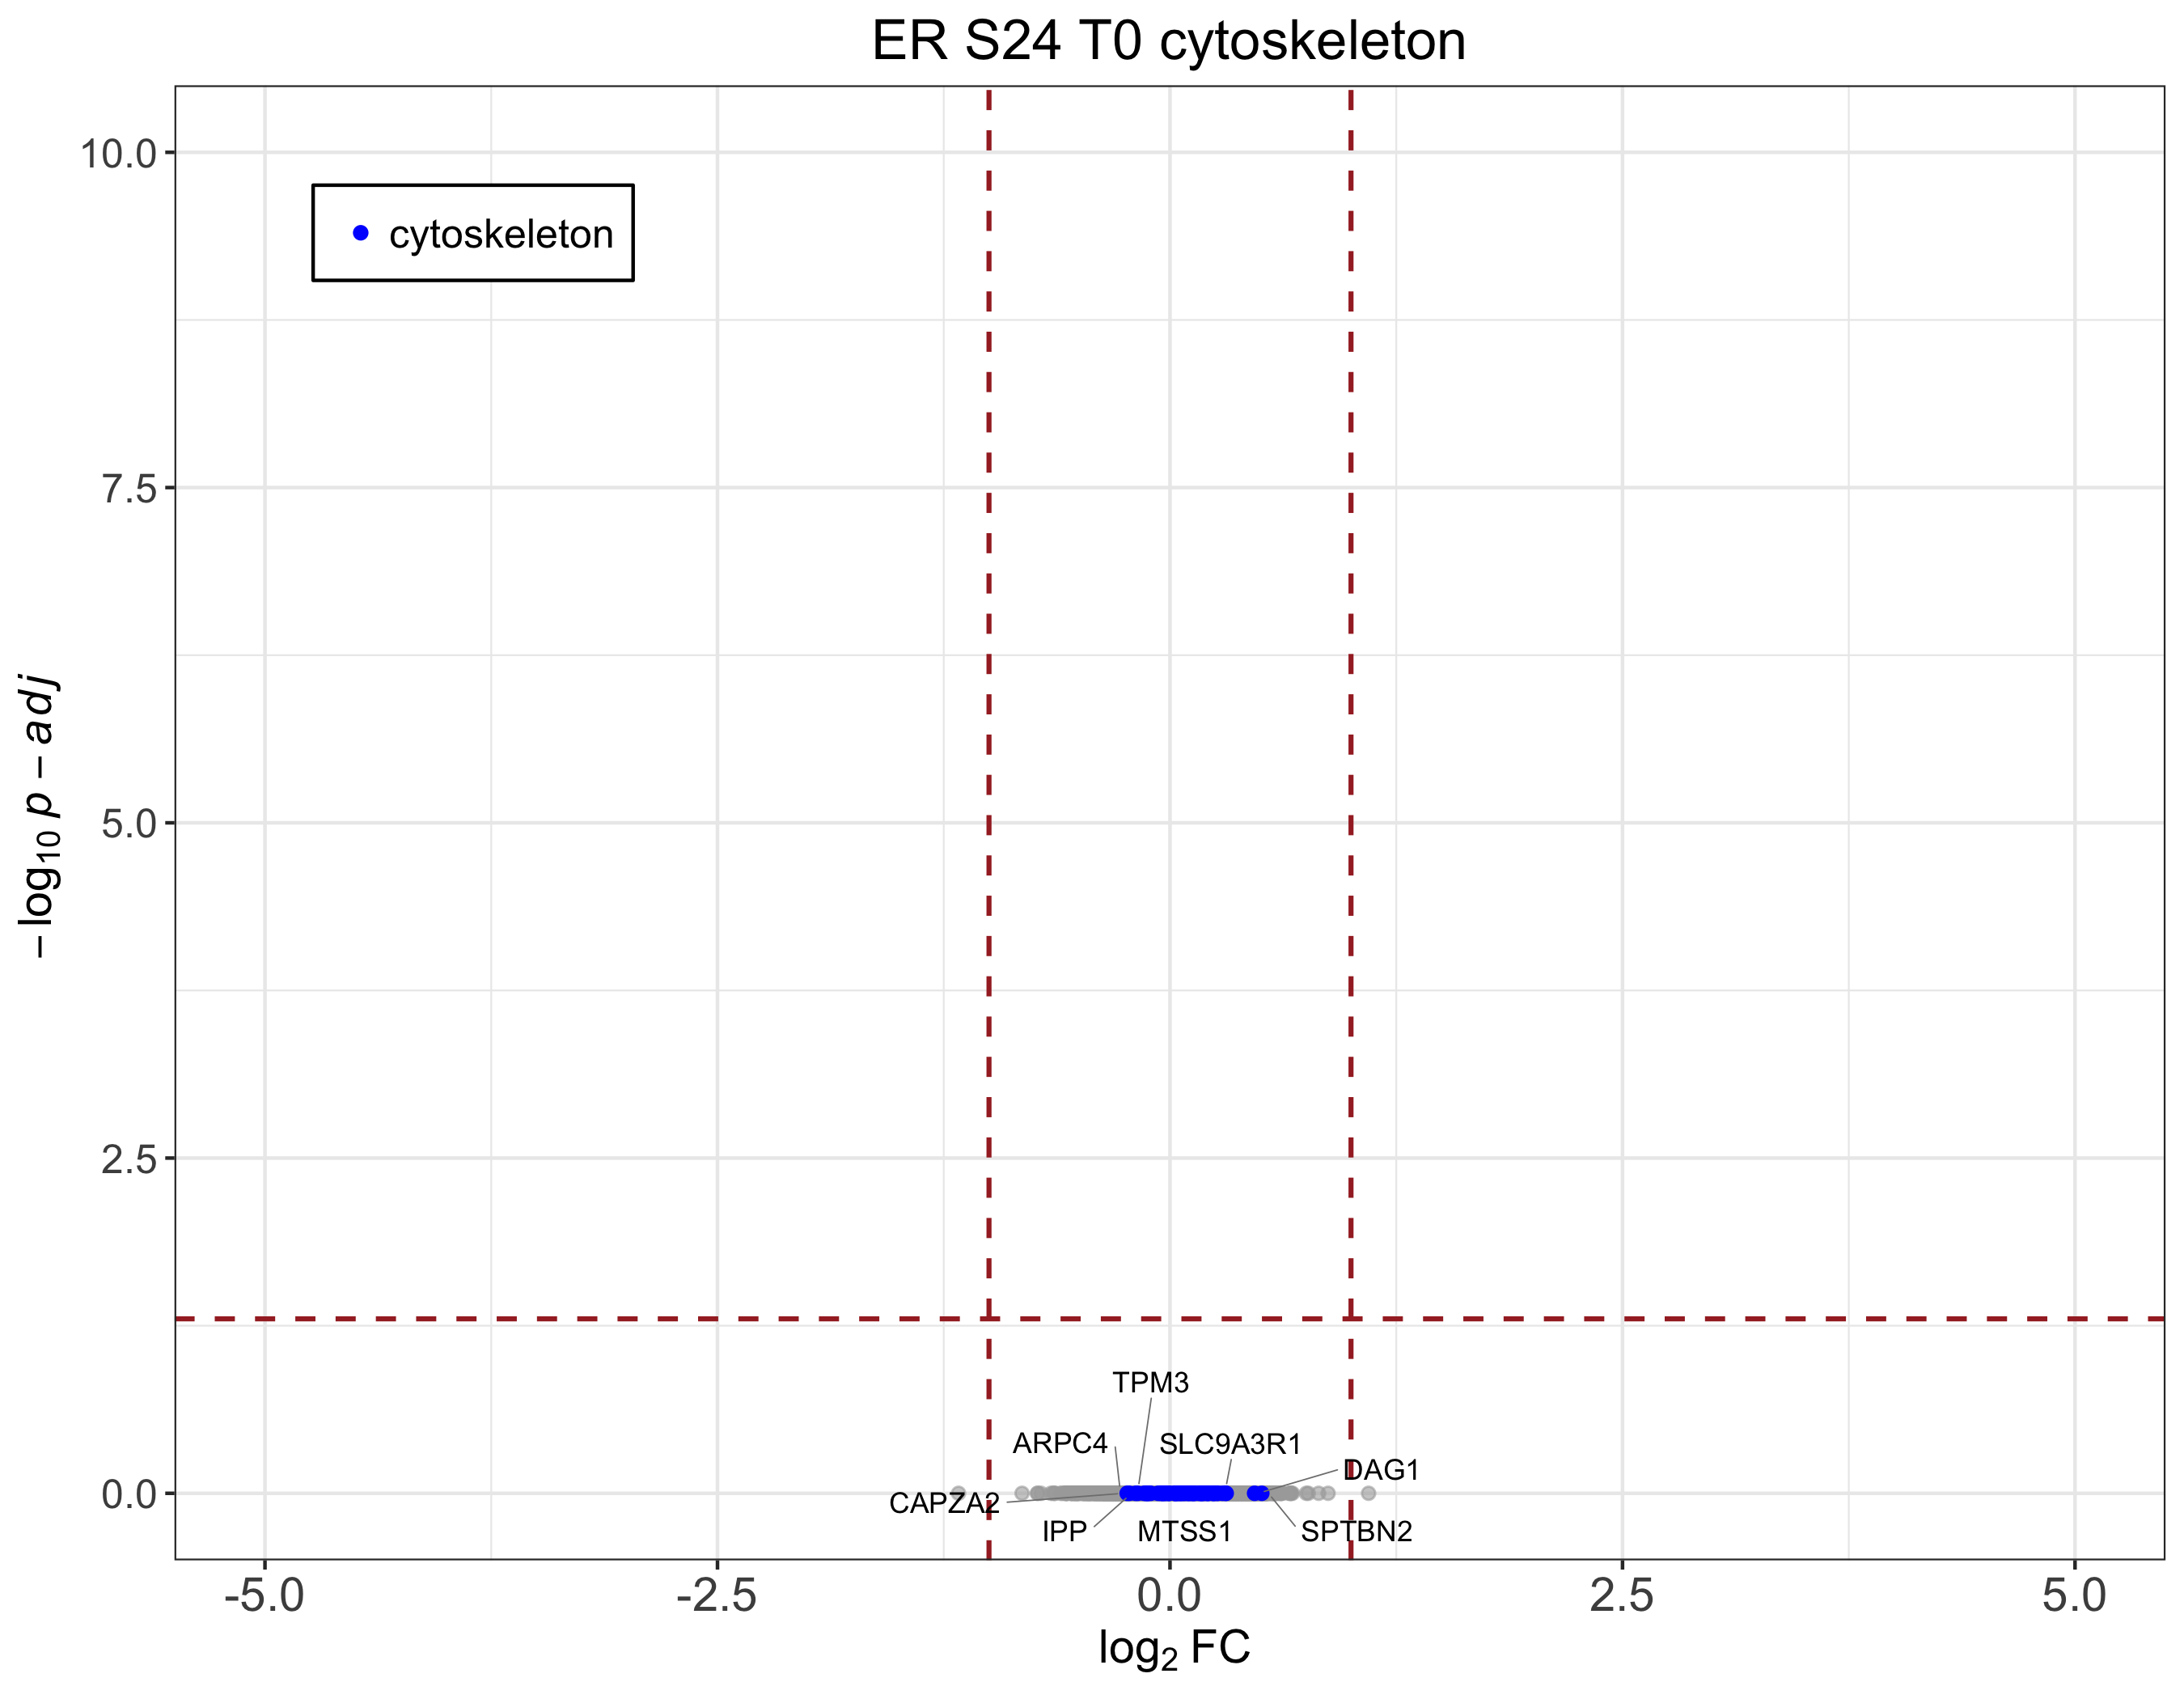 ER S24 T0 cytoskeleton
10.0
cytoskeleton
7.5
−log10 p − adj
5.0
2.5
TPM3
ARPC4
SLC9A3R1
DAG1
0.0
CAPZA2
IPP
MTSS1
SPTBN2
-5.0
-2.5
0.0
2.5
5.0
log2 FC